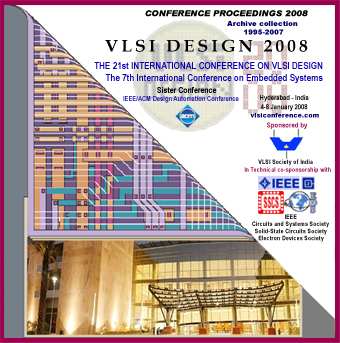 CONFERENCE PROCEEDINGS 2008
Archive collection
1995-2007
VLSI DESIGN 2008
THE 21st INTERNATIONAL CONFERENCE ON VLSI DESIGN
The 7th International Conference on Embedded Systems
Sister Conference
IEEE/ACM Design Automation Conference
acm
Hyderabad - India
4-8 January 2008
vlsiconference.com
Sponsored by
VLSI Society of India
In Technical co-sponsorship with
IEEE
SSCS
IEEE
Circuits and Systems Society
Solid-State Circuits Society
Electron Devices Society